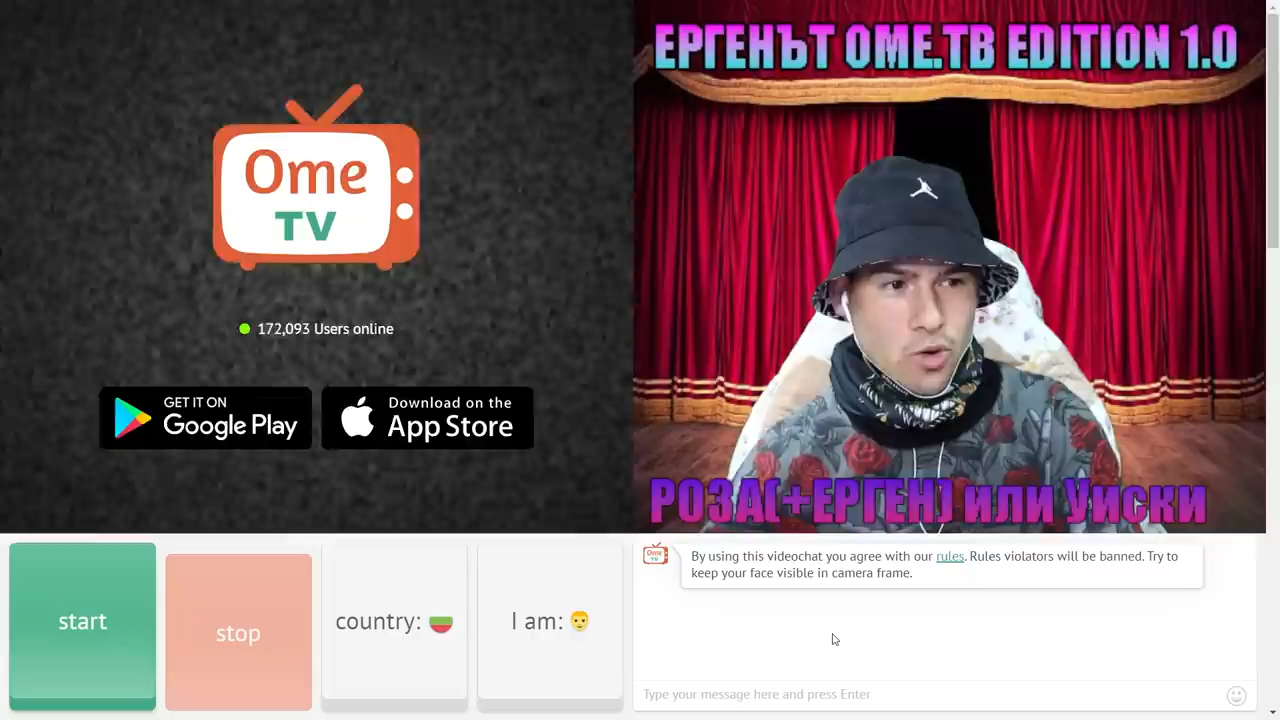 Ome
TV
172,093 Users online
GET IT ON
Google Play
Download on the
App Store
ЕРГЕНЪТ OME.ТВ EDITION 1.0
РОЗА(+ЕРГЕН) или Уиски
start
stop
country:
I am:
Ome
TV
By using this videochat you agree with our rules. Rules violators will be banned. Try to
keep your face visible in camera frame.
Type your message here and press Enter